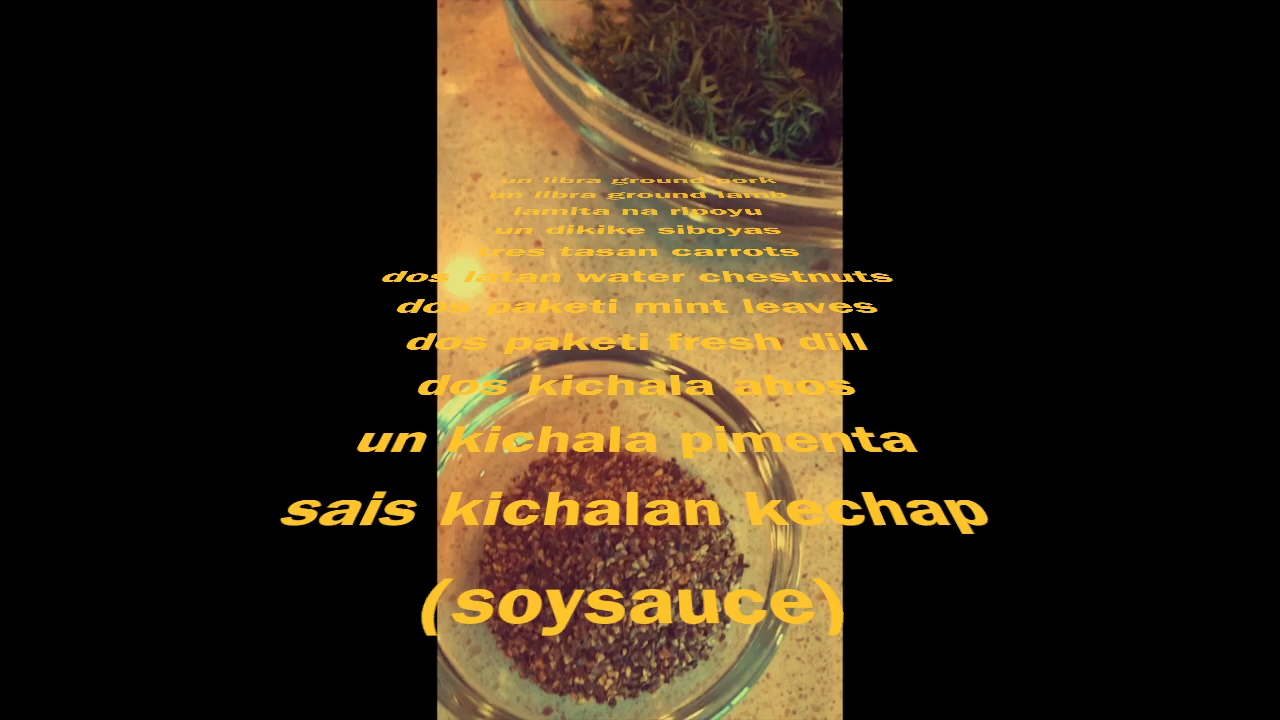 un libra ground pork
un libra ground lamb
lamita na ripoyu
un dikike siboyas
tres tasan carrots
dos latan water chestnuts
dos paketi mint leaves
dos paketi fresh dill
dos kichala ahos
un kichala pimenta
sais kichalan kechap
(soysauce)